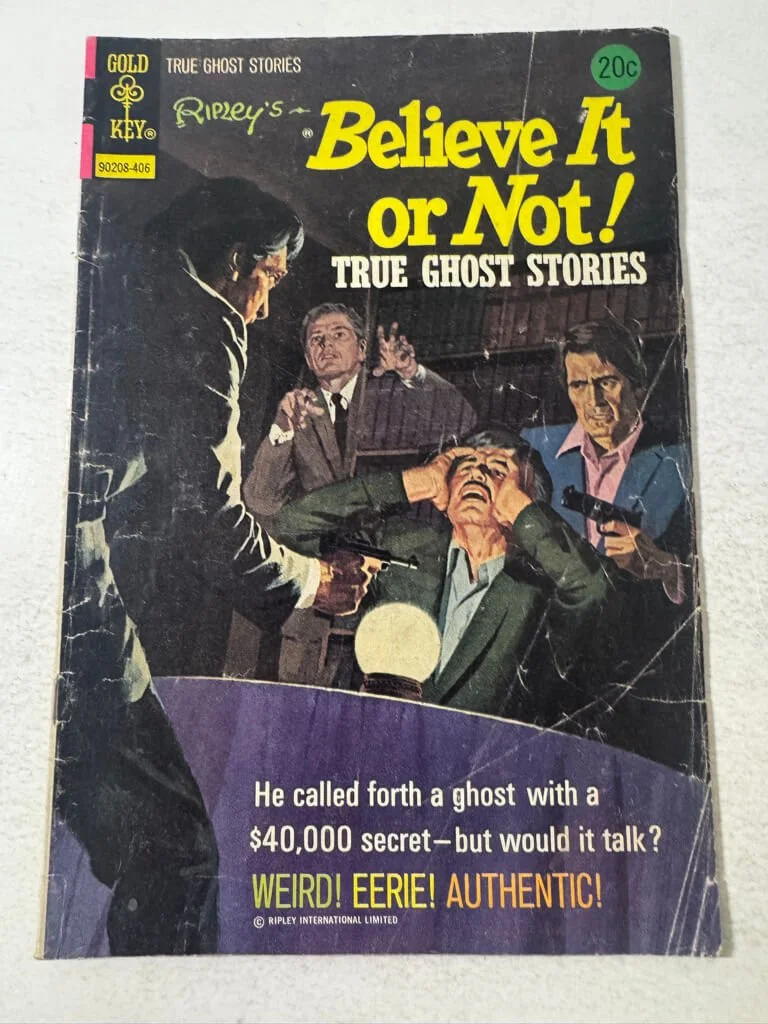 GOLD
KEY®
90208-406
TRUE GHOST STORIES
20c
RIPLEY'S
® Believe It
or Not!
TRUE GHOST STORIES
He called forth a ghost with a
$40,000 secret—but would it talk?
WEIRD! EERIE! AUTHENTIC!
© RIPLEY INTERNATIONAL LIMITED